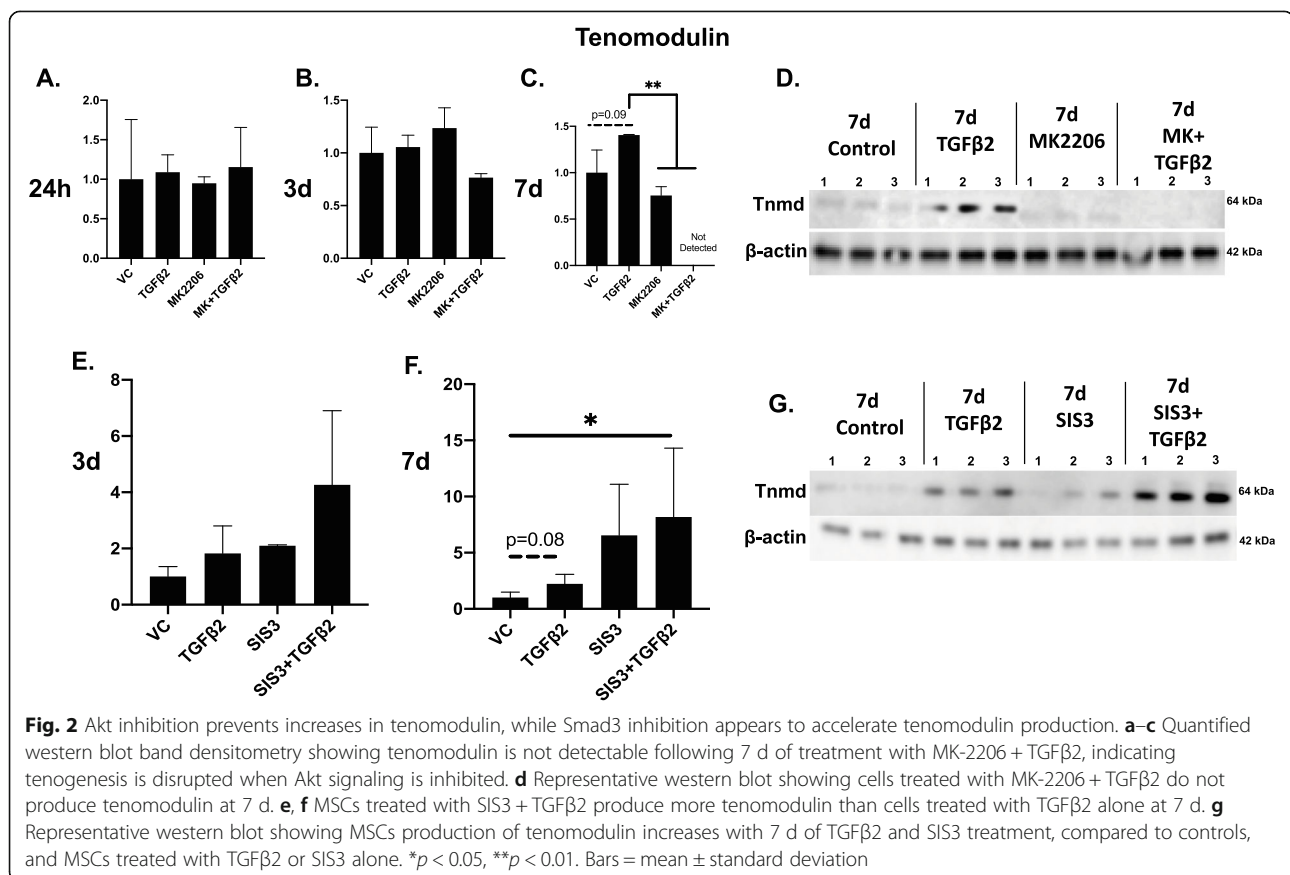 Tenomodulin
A.
24h
2.0
1.5
1.0
0.5
0.0
VC
TGFβ2
MK2206
MK+TGFβ2
B.
3d
1.5
1.0
0.5
0.0
VC
TGFβ2
MK2206
MK+TGFβ2
C.
**
p=0.09
7d
1.5
1.0
0.5
0.0
Not
Detected
VC
TGFβ2
MK2206
MK+TGFβ2
D.
7d
Control
7d
TGFβ2
7d
MK2206
7d
MK+
TGFβ2
1 2 3 1 2 3 1 2 3 1 2 3
Tnmd 64 kDa
β-actin 42 kDa
E.
3d
8
6
4
2
0
VC
TGFβ2
SIS3
SIS3+TGFβ2
F.
7d
20
15
10
5
0
*
p=0.08
VC
TGFβ2
SIS3
SIS3+TGFβ2
G.
7d
Control
7d
TGFβ2
7d
SIS3
7d
SIS3+
TGFβ2
1 2 3 1 2 3 1 2 3 1 2 3
Tnmd 64 kDa
β-actin 42 kDa
Fig. 2 Akt inhibition prevents increases in tenomodulin, while Smad3 inhibition appears to accelerate tenomodulin production. a–c Quantified
western blot band densitometry showing tenomodulin is not detectable following 7 d of treatment with MK-2206 + TGFβ2, indicating
tenogenesis is disrupted when Akt signaling is inhibited. d Representative western blot showing cells treated with MK-2206 + TGFβ2 do not
produce tenomodulin at 7 d. e, f MSCs treated with SIS3 + TGFβ2 produce more tenomodulin than cells treated with TGFβ2 alone at 7 d. g
Representative western blot showing MSCs production of tenomodulin increases with 7 d of TGFβ2 and SIS3 treatment, compared to controls,
and MSCs treated with TGFβ2 or SIS3 alone. *p < 0.05, **p < 0.01. Bars = mean ± standard deviation